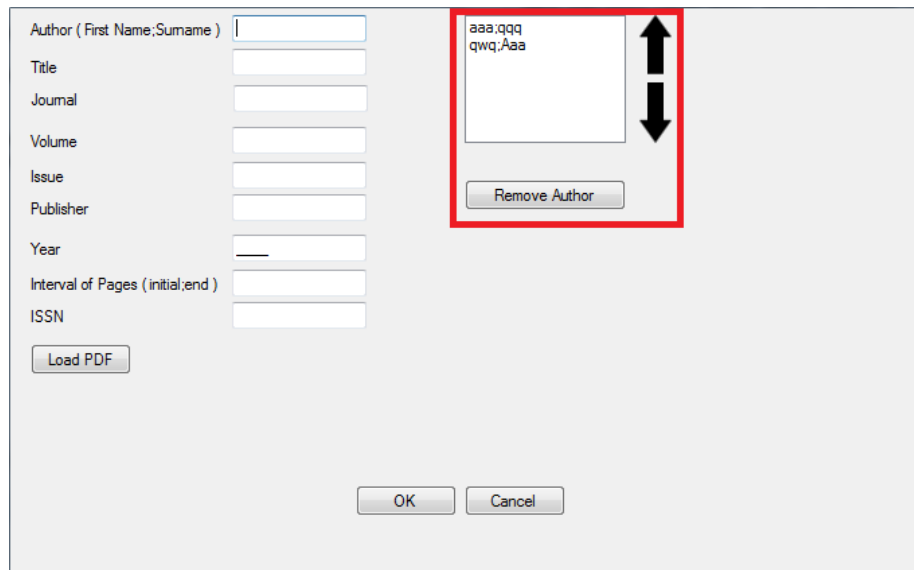 Author ( First Name;Surname )
Title
Journal
Volume
Issue
Publisher
Year
____
Interval of Pages ( initial;end )
ISSN
Load PDF
aaa;qqq
qwq;Aaa
Remove Author
OK
Cancel